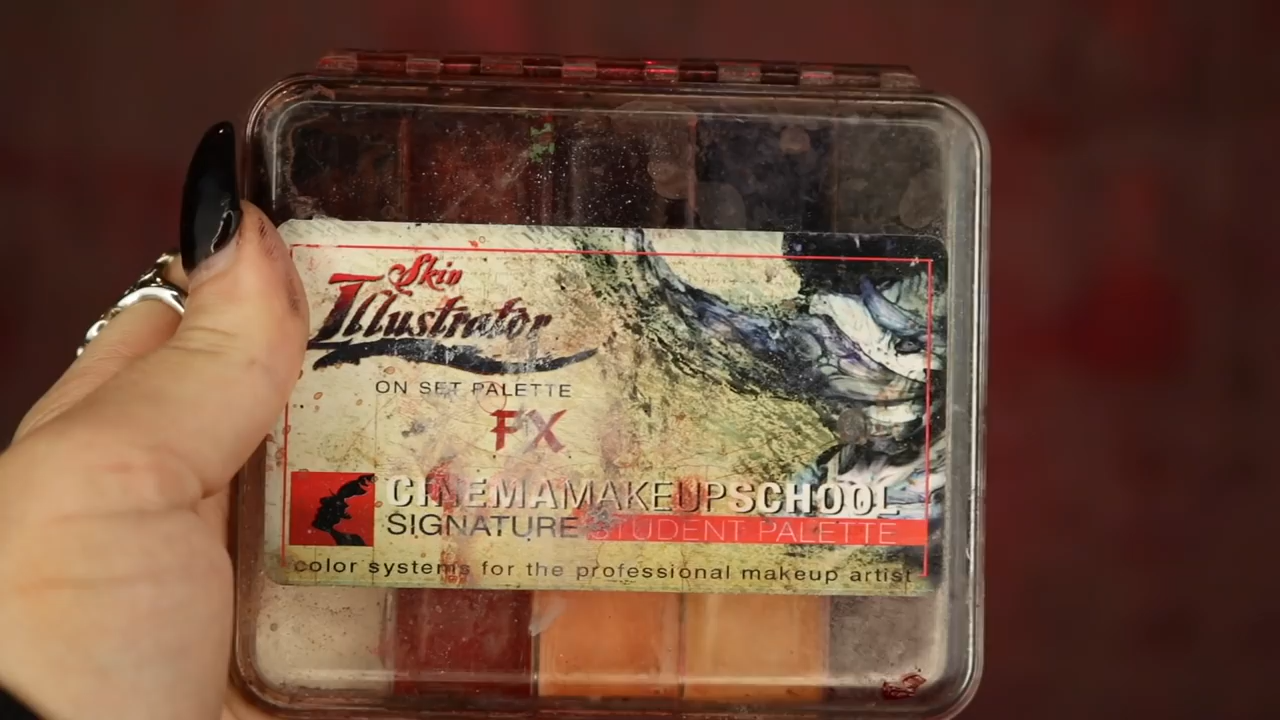 Skin
Illustrator
ON SET PALETTE
FX
CINEMAMAKEUPSCHOOL
SIGNATURE STUDENT PALETTE
color systems for the professional makeup artist